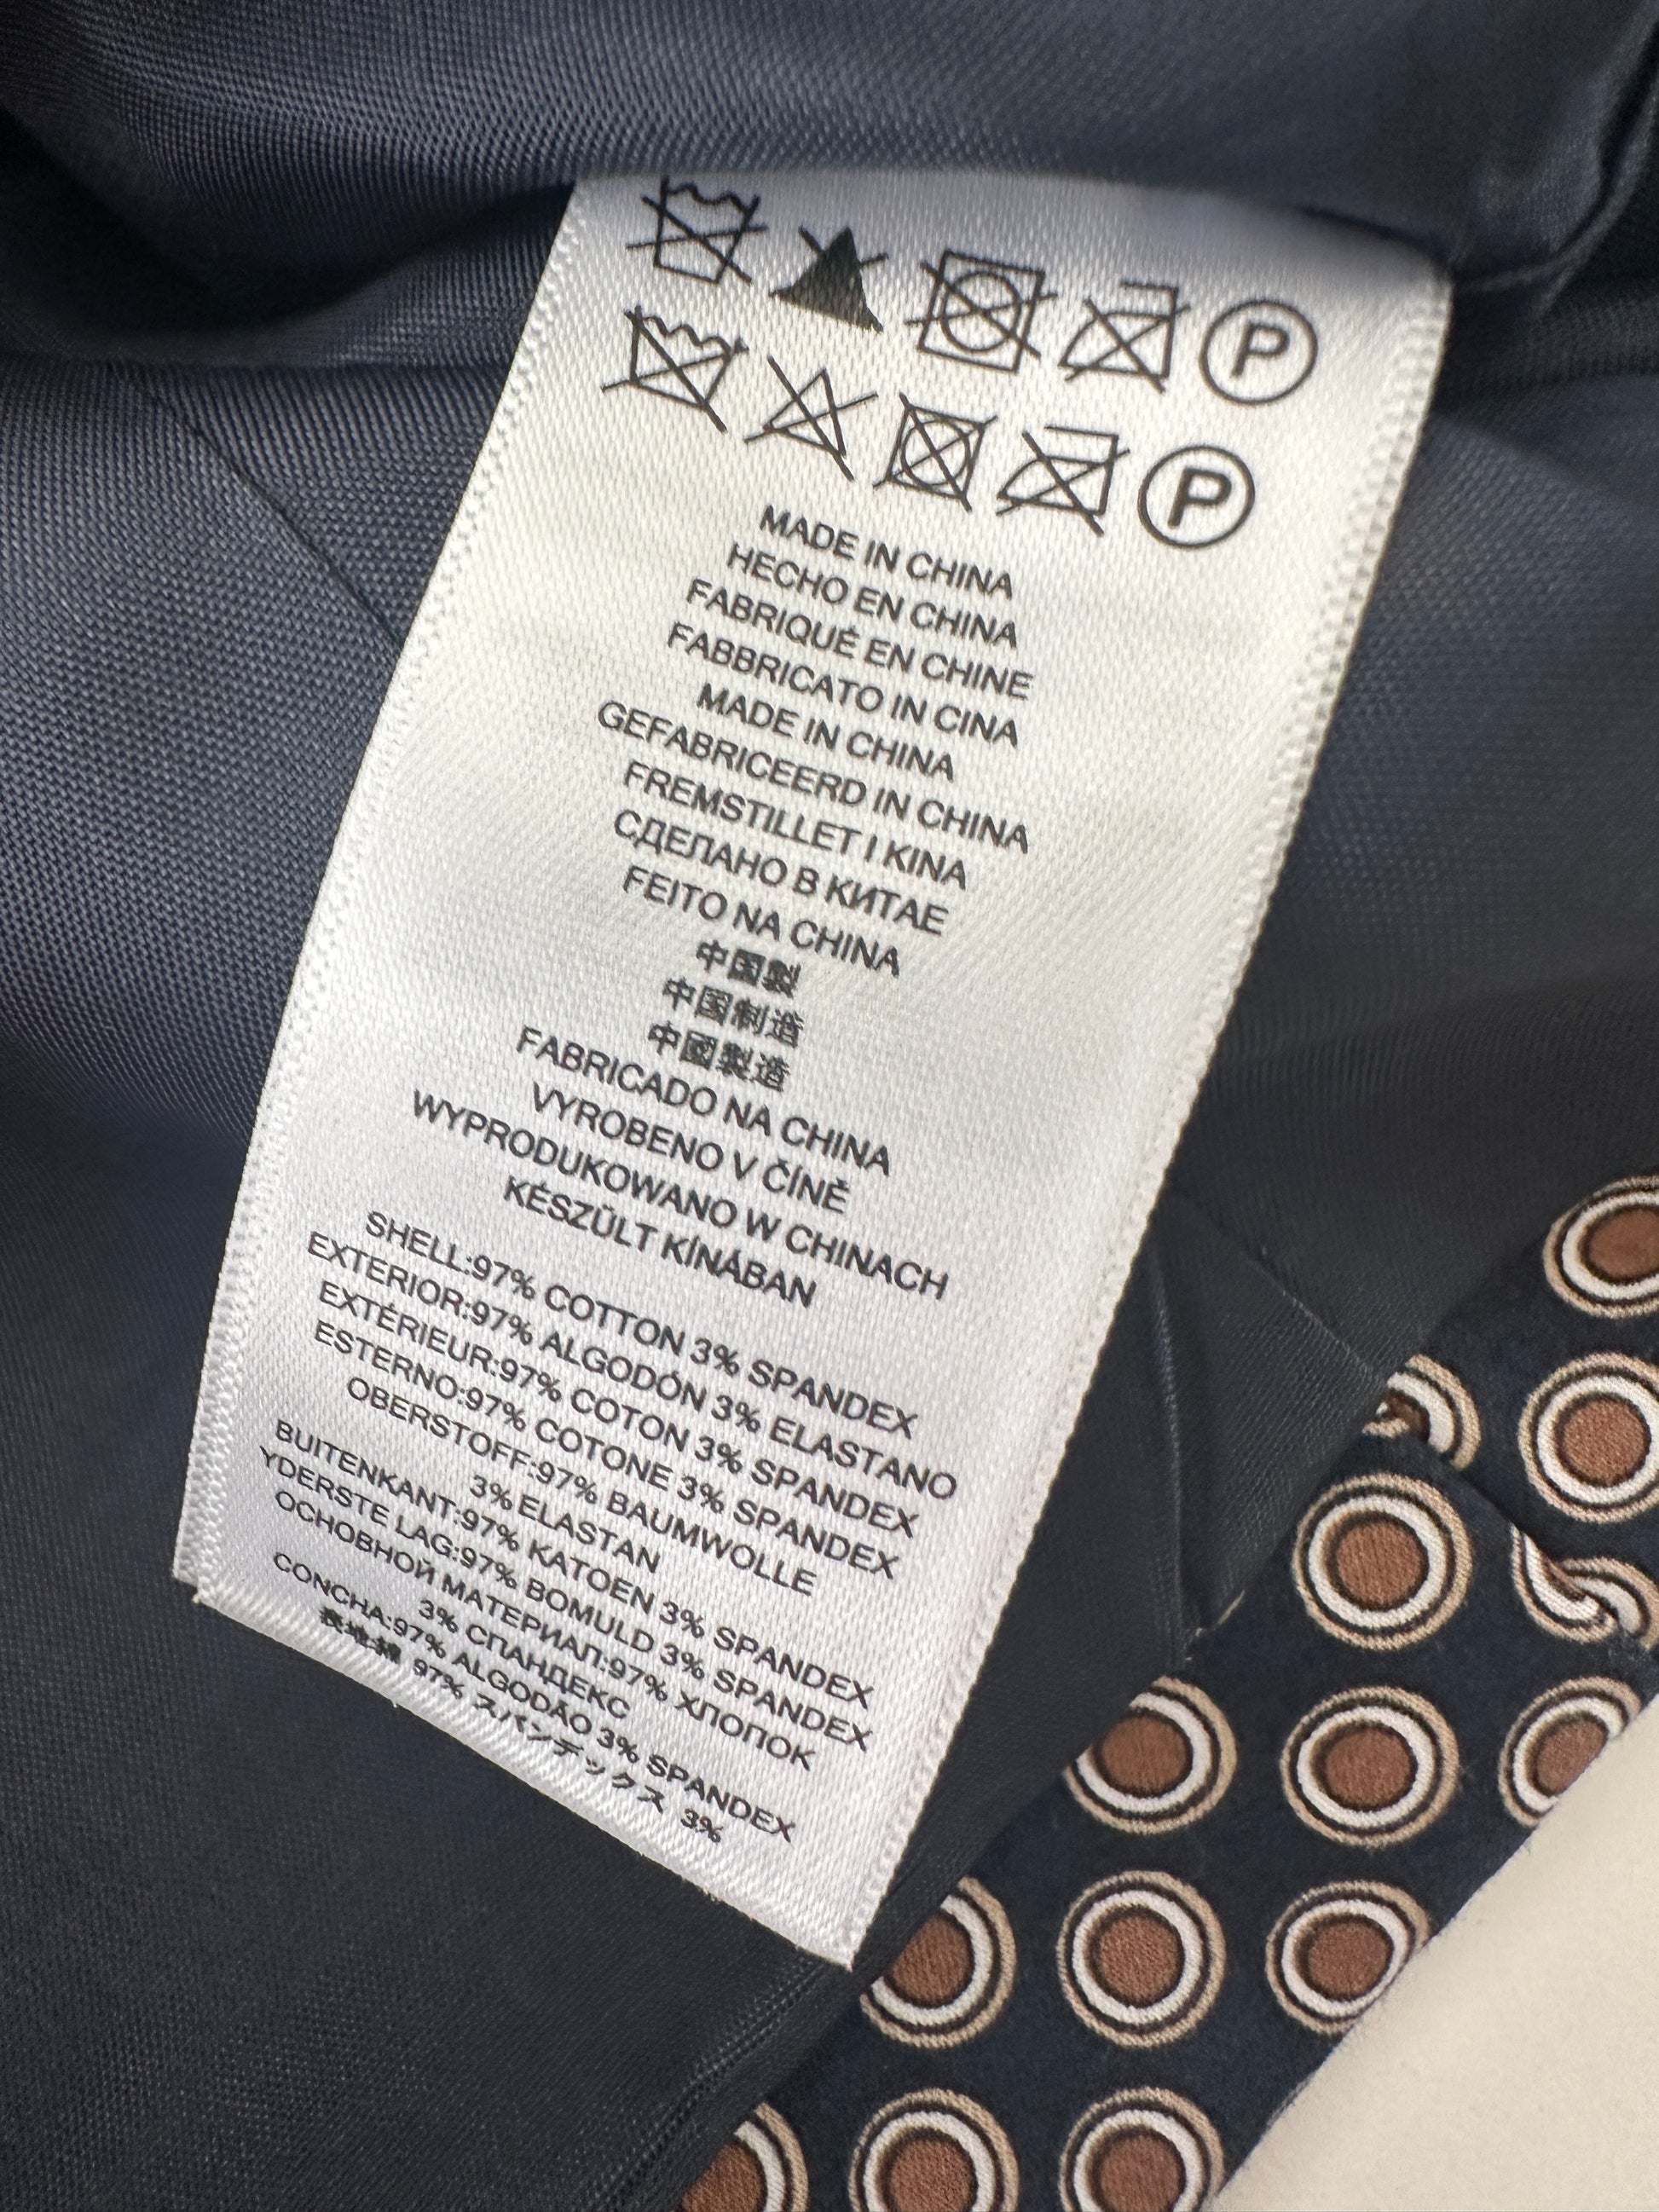 P
P
MADE IN CHINA
HECHO EN CHINA
FABRIQUÉ EN CHINE
FABBRICATO IN CINA
MADE IN CHINA
GEFABRICEERD IN CHINA
FREMSTILLET I KINA
СДЕЛАНО В КИТАЕ
FEITO NA CHINA
中国製
中国制造
中國製造
FABRICADO NA CHINA
VYROBENO V ČÍNĚ
WYPRODUKOWANO W CHINACH
KÉSZÜLT KÍNÁBAN
SHELL:97% COTTON 3% SPANDEX
EXTERIOR:97% ALGODÓN 3% ELASTANO
EXTÉRIEUR:97% COTON 3% SPANDEX
ESTERNO:97% COTONE 3% SPANDEX
OBERSTOFF:97% BAUMWOLLE
3% ELASTAN
BUITENKANT:97% KATOEN 3% SPANDEX
YDERSTE LAG:97% BOMULD 3% SPANDEX
ОСНОВНОЙ МАТЕРИАЛ:97% ХЛОПОК
3% СПАНДЕКС
CONCHA:97% ALGODÃO 3% SPANDEX
表地綿 97% スパンデックス 3%